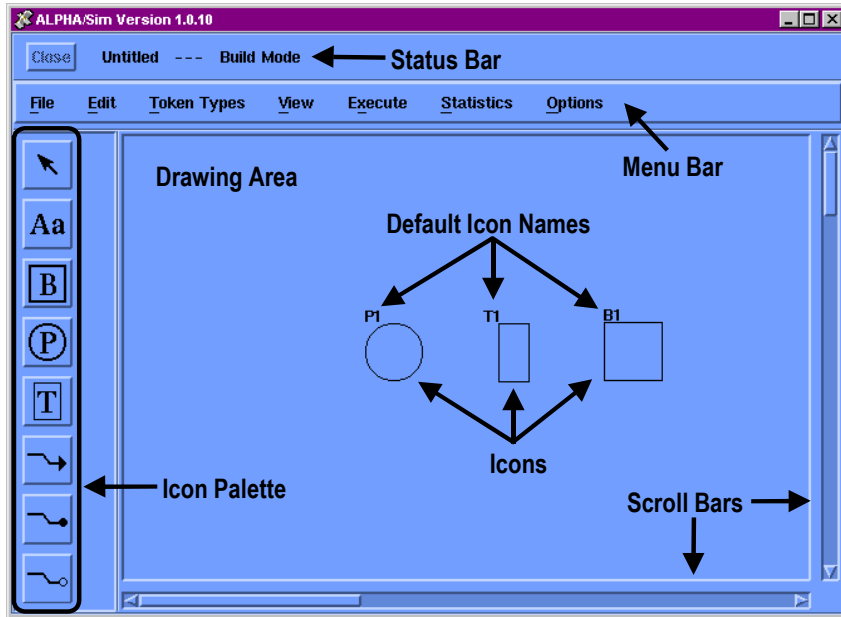 ALPHA/Sim Version 1.0.10
Close Untitled --- Build Mode Status Bar
File Edit Token Types View Execute Statistics Options
Menu Bar
Drawing Area
Aa
Default Icon Names
B
P1 T1 B1
P
T
Icons
Icon Palette
Scroll Bars